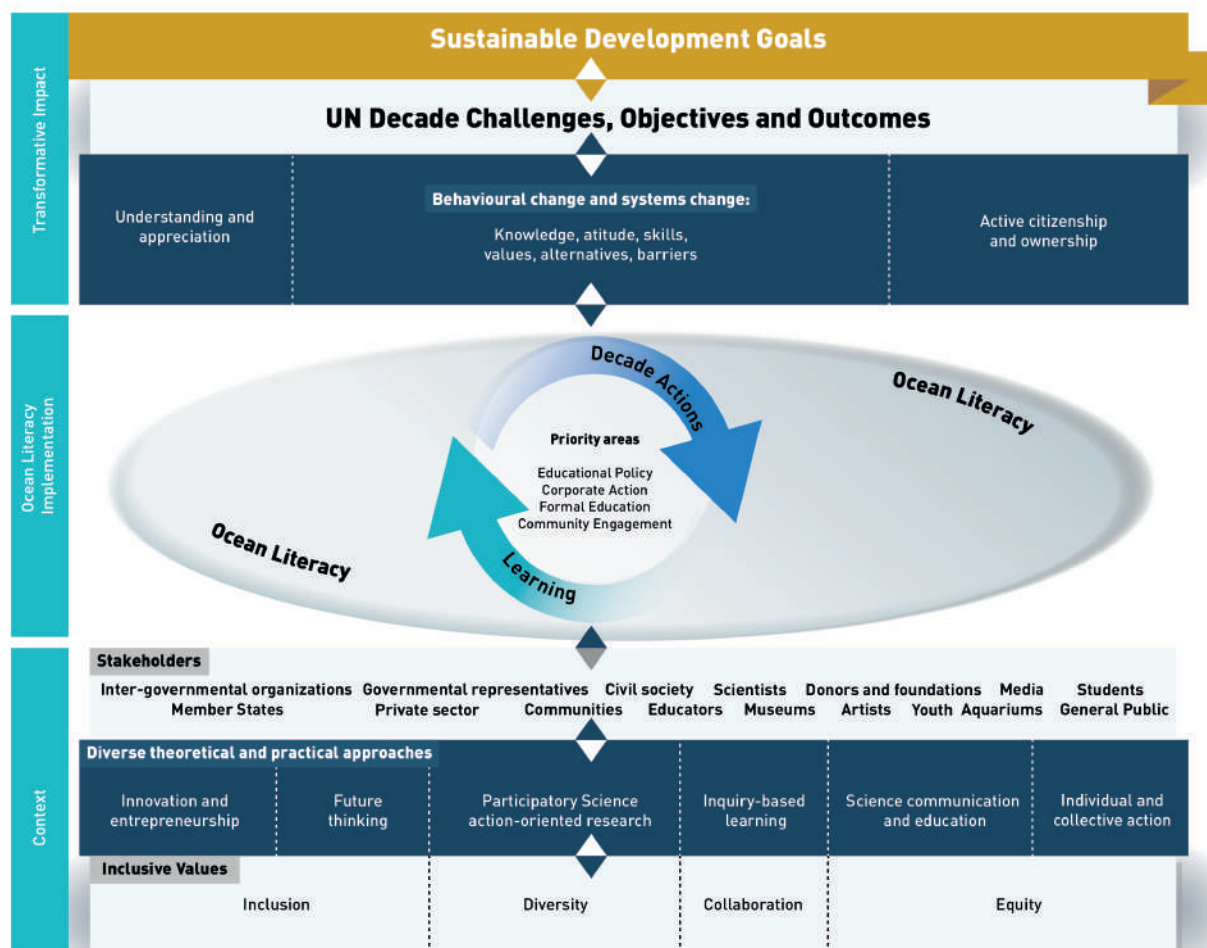 Sustainable Development Goals
Transformative Impact
UN Decade Challenges, Objectives and Outcomes
Understanding and
appreciation
Behavioural change and systems change:
Knowledge, atitude, skills,
values, alternatives, barriers
Active citizenship
and ownership
Ocean Literacy
Implementation
Decade Actions
Ocean Literacy
Priority areas
Educational Policy
Corporate Action
Formal Education
Community Engagement
Ocean Literacy
Learning
Context
Stakeholders
Inter-governmental organizations Governmental representatives Civil society Scientists Donors and foundations Media Students
Member States Private sector Communities Educators Museums Artists Youth Aquariums General Public
Diverse theoretical and practical approaches
Innovation and
entrepreneurship
Future
thinking
Participatory Science
action-oriented research
Inquiry-based
learning
Science communication
and education
Individual and
collective action
Inclusive Values
Inclusion Diversity Collaboration Equity